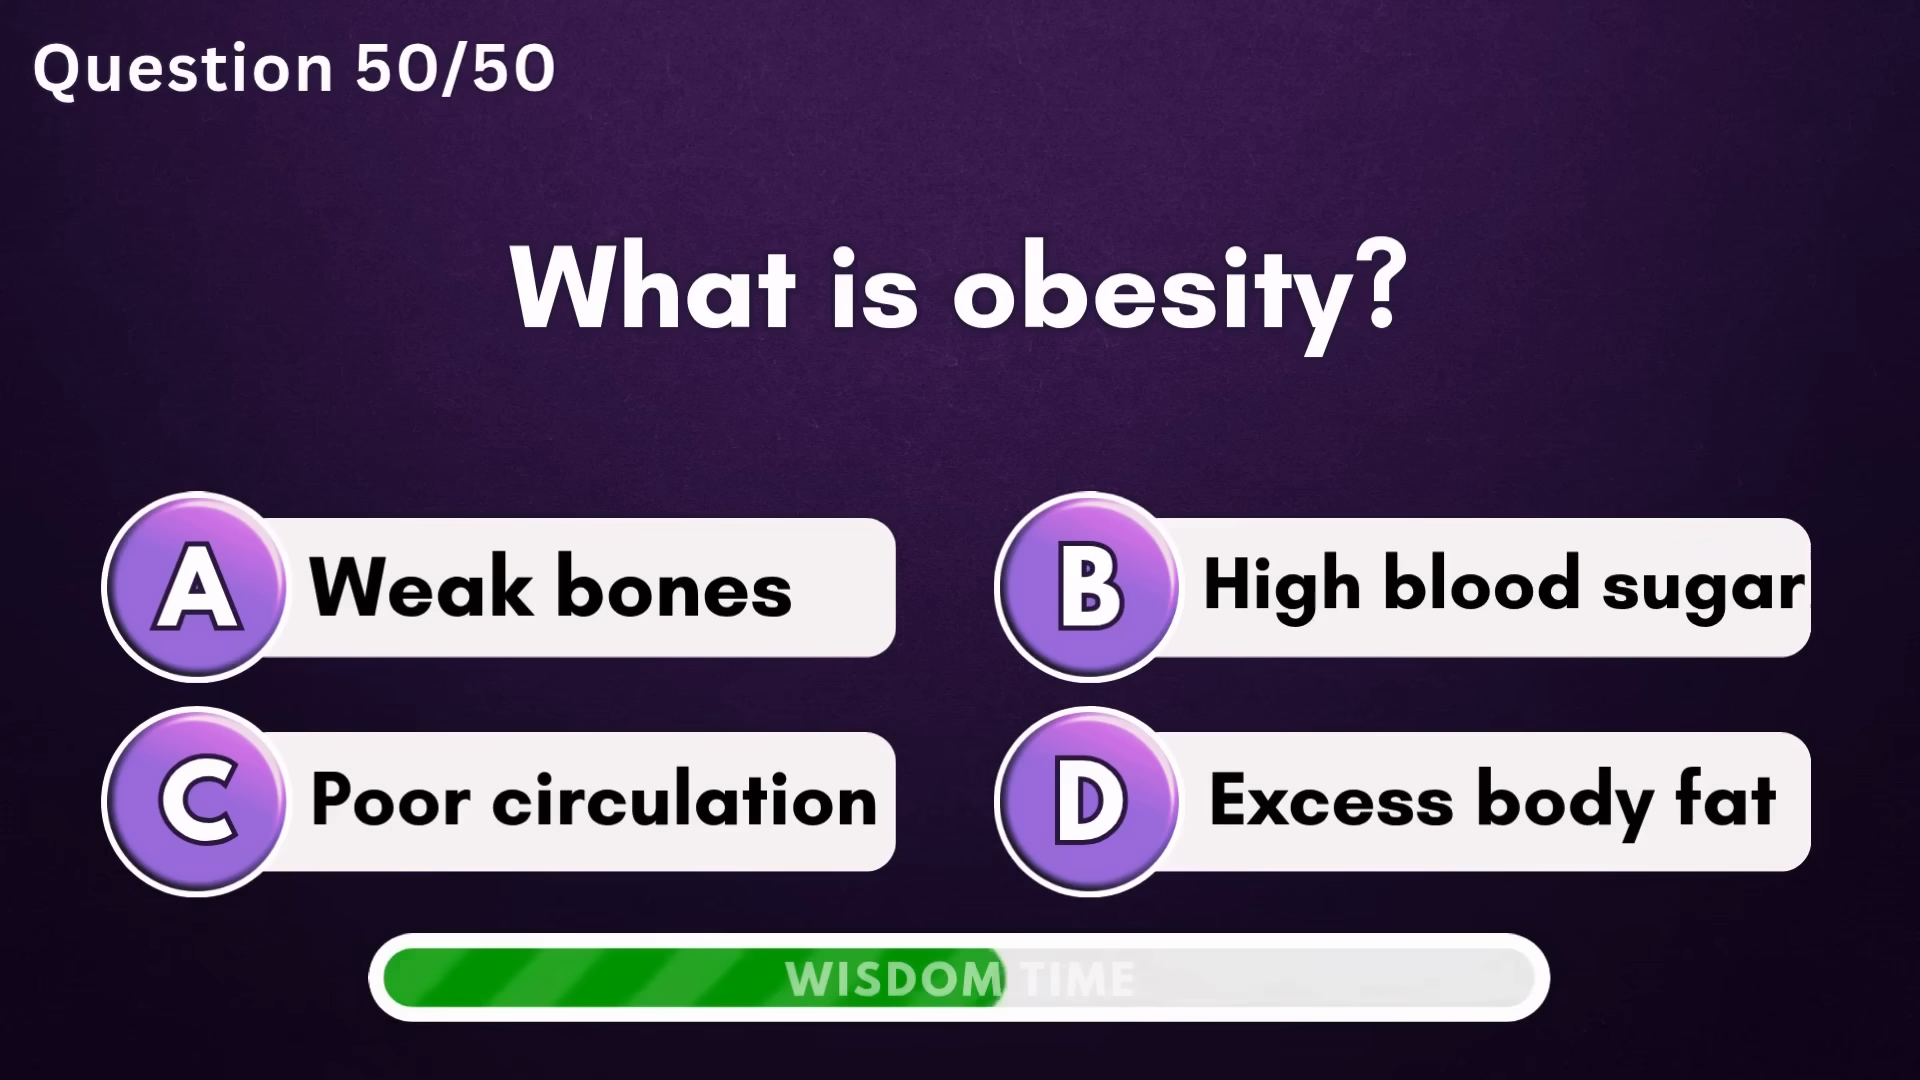 Question 50/50
What is obesity?
A Weak bones
B High blood sugar
C Poor circulation
D Excess body fat
WISDOM TIME